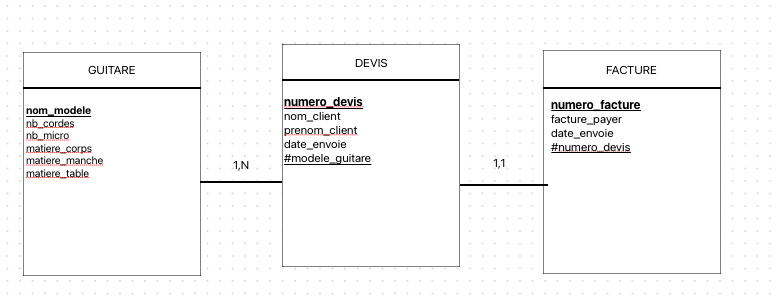 GUITARE
nom_modele
nb_cordes
nb_micro
matiere_corps
matiere_manche
matiere_table
1,N
DEVIS
numero_devis
nom_client
prenom_client
date_envoie
#modele_guitare
1,1
FACTURE
numero_facture
facture_payer
date_envoie
#numero_devis